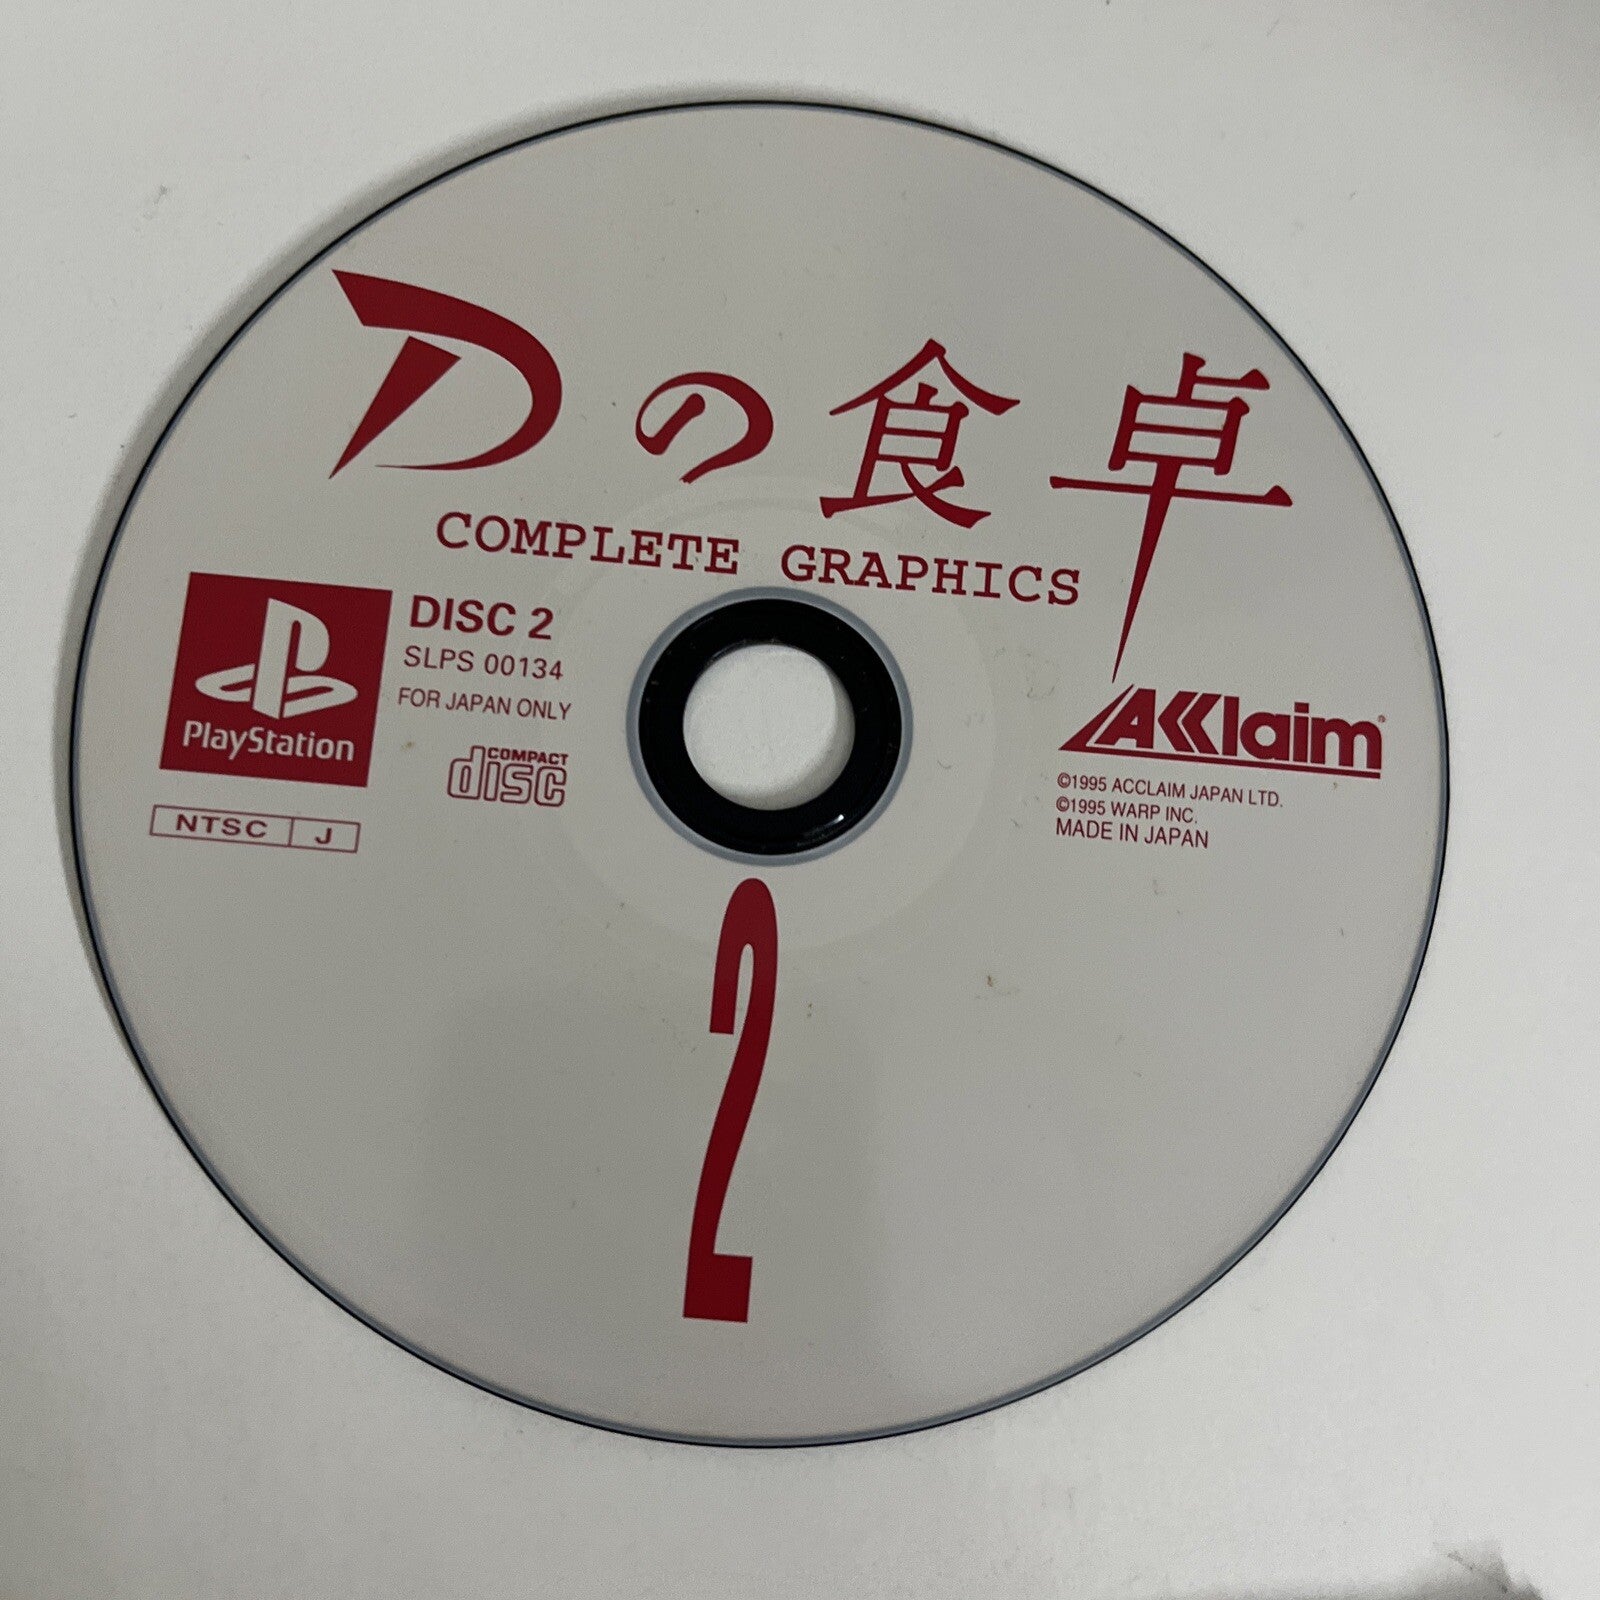 Dの食卓
COMPLETE GRAPHICS
PlayStation
DISC 2
SLPS 00134
FOR JAPAN ONLY
COMPACT
disc
NTSC J
AKKlaim
©1995 ACCLAIM JAPAN LTD.
©1995 WARP INC.
MADE IN JAPAN
2